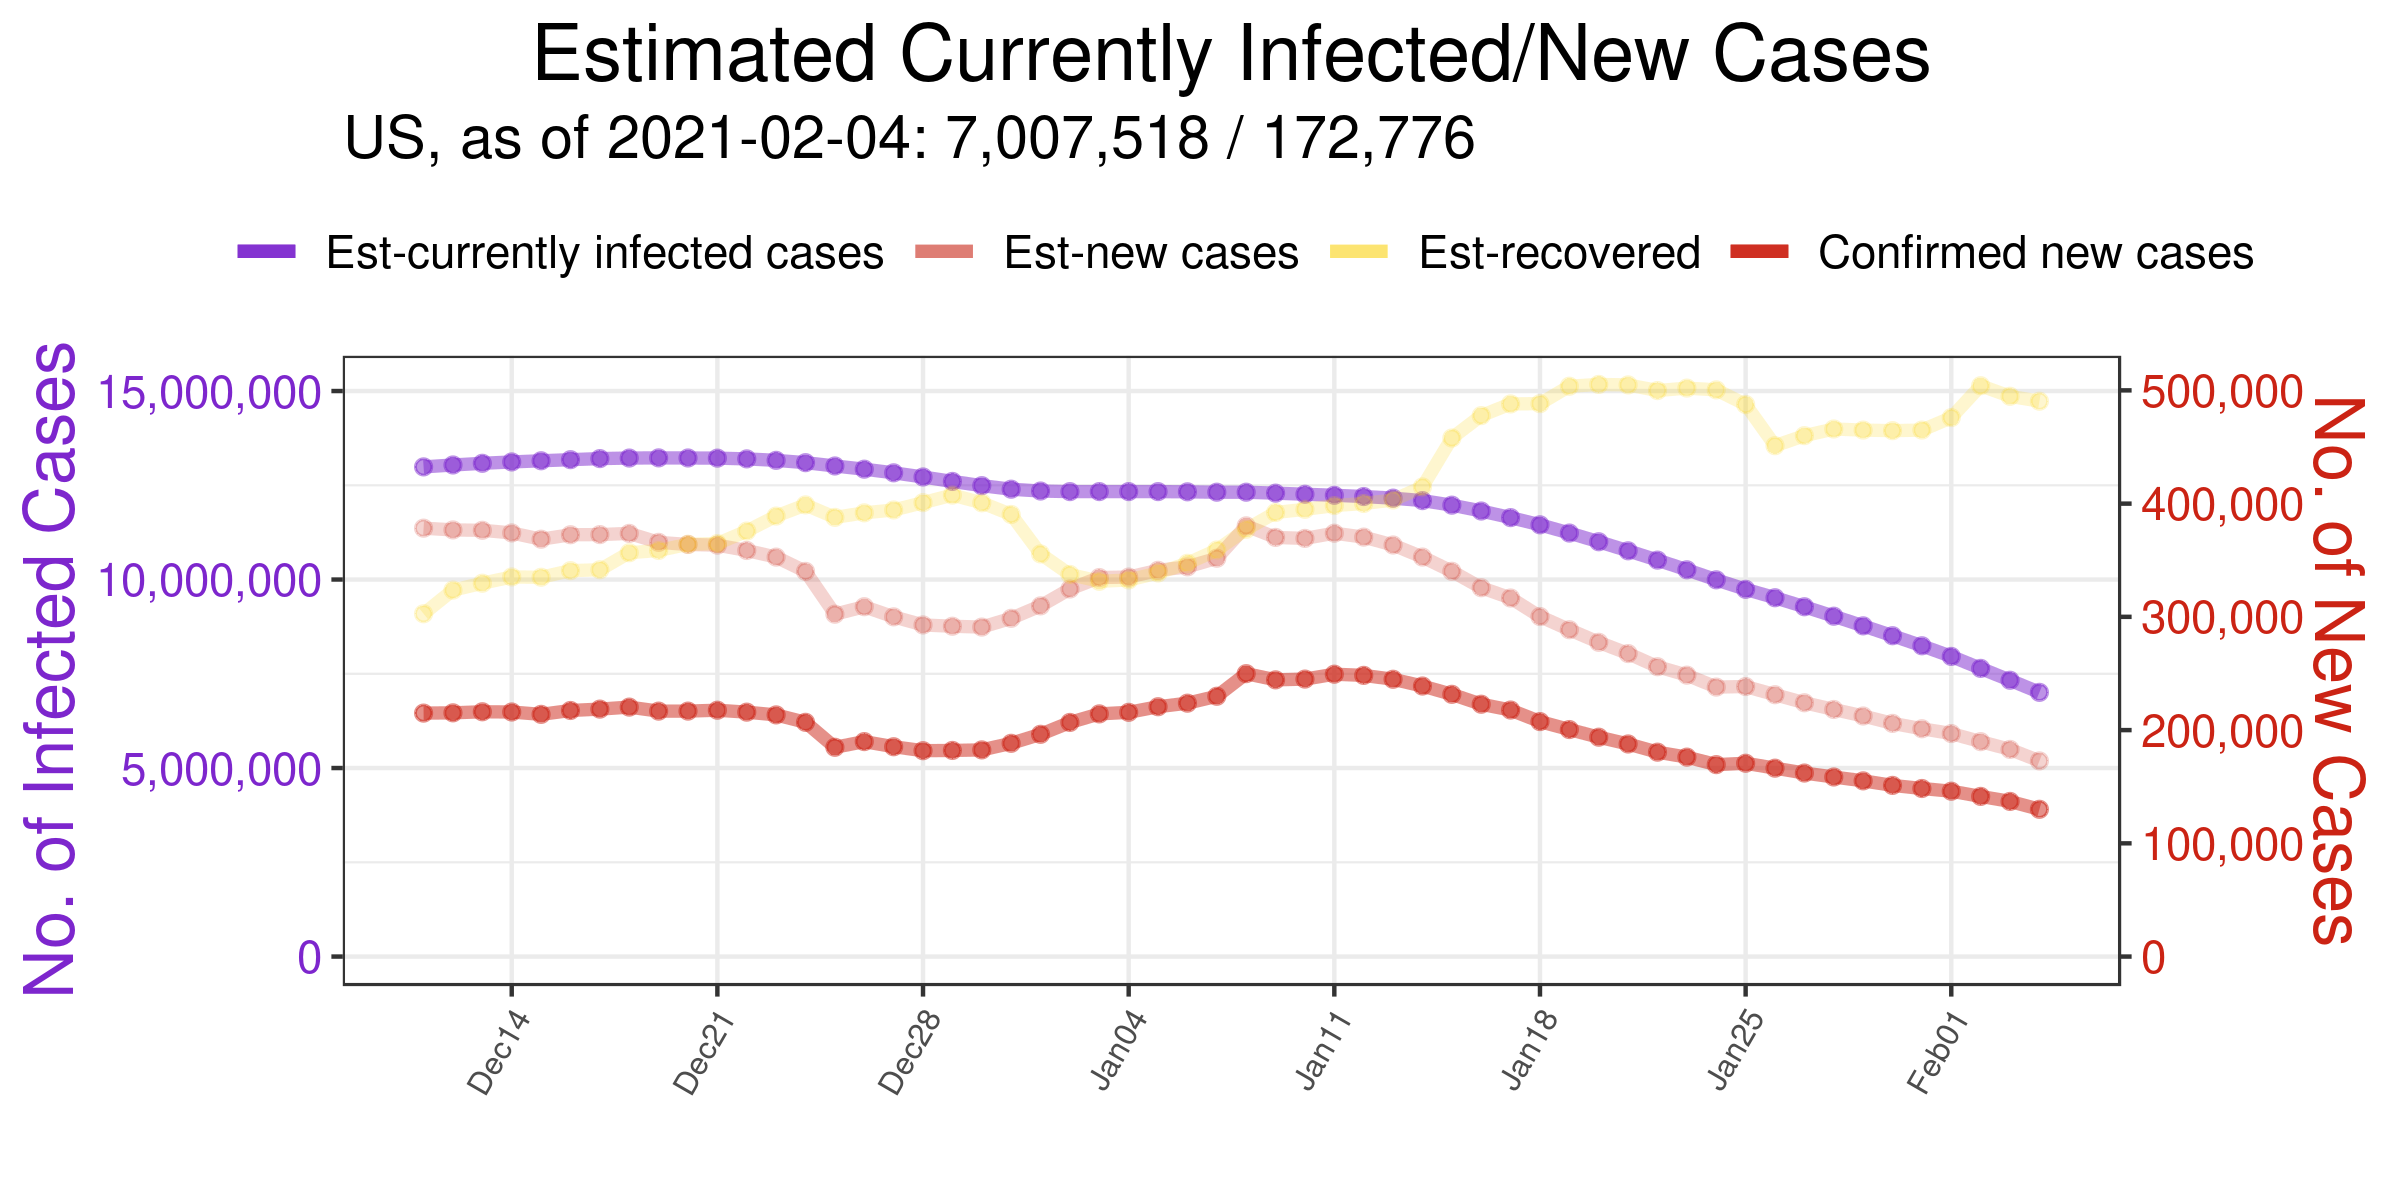 Estimated Currently Infected/New Cases
US, as of 2021-02-04: 7,007,518 / 172,776
Est-currently infected cases Est-new cases Est-recovered Confirmed new cases
No. of Infected Cases
15,000,000
10,000,000
5,000,000
0
500,000
400,000
300,000
200,000
100,000
0
No. of New Cases
Dec14 Dec21 Dec28 Jan04 Jan11 Jan18 Jan25 Feb01